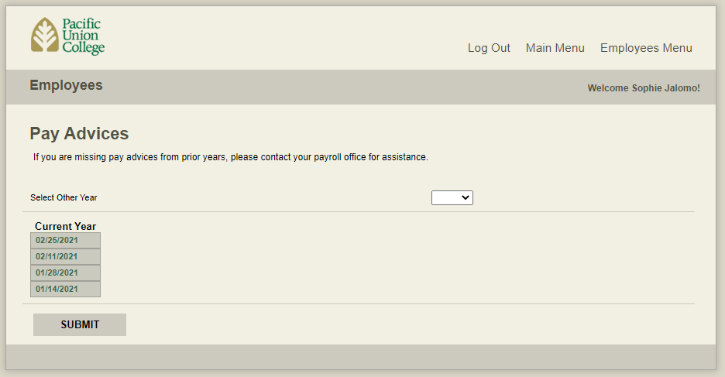 Pacific
Union
College
Log Out Main Menu Employees Menu
Employees
Welcome Sophie Jalomo!
Pay Advices
If you are missing pay advices from prior years, please contact your payroll office for assistance.
Select Other Year
Current Year
02/25/2021
02/11/2021
01/28/2021
01/14/2021
SUBMIT